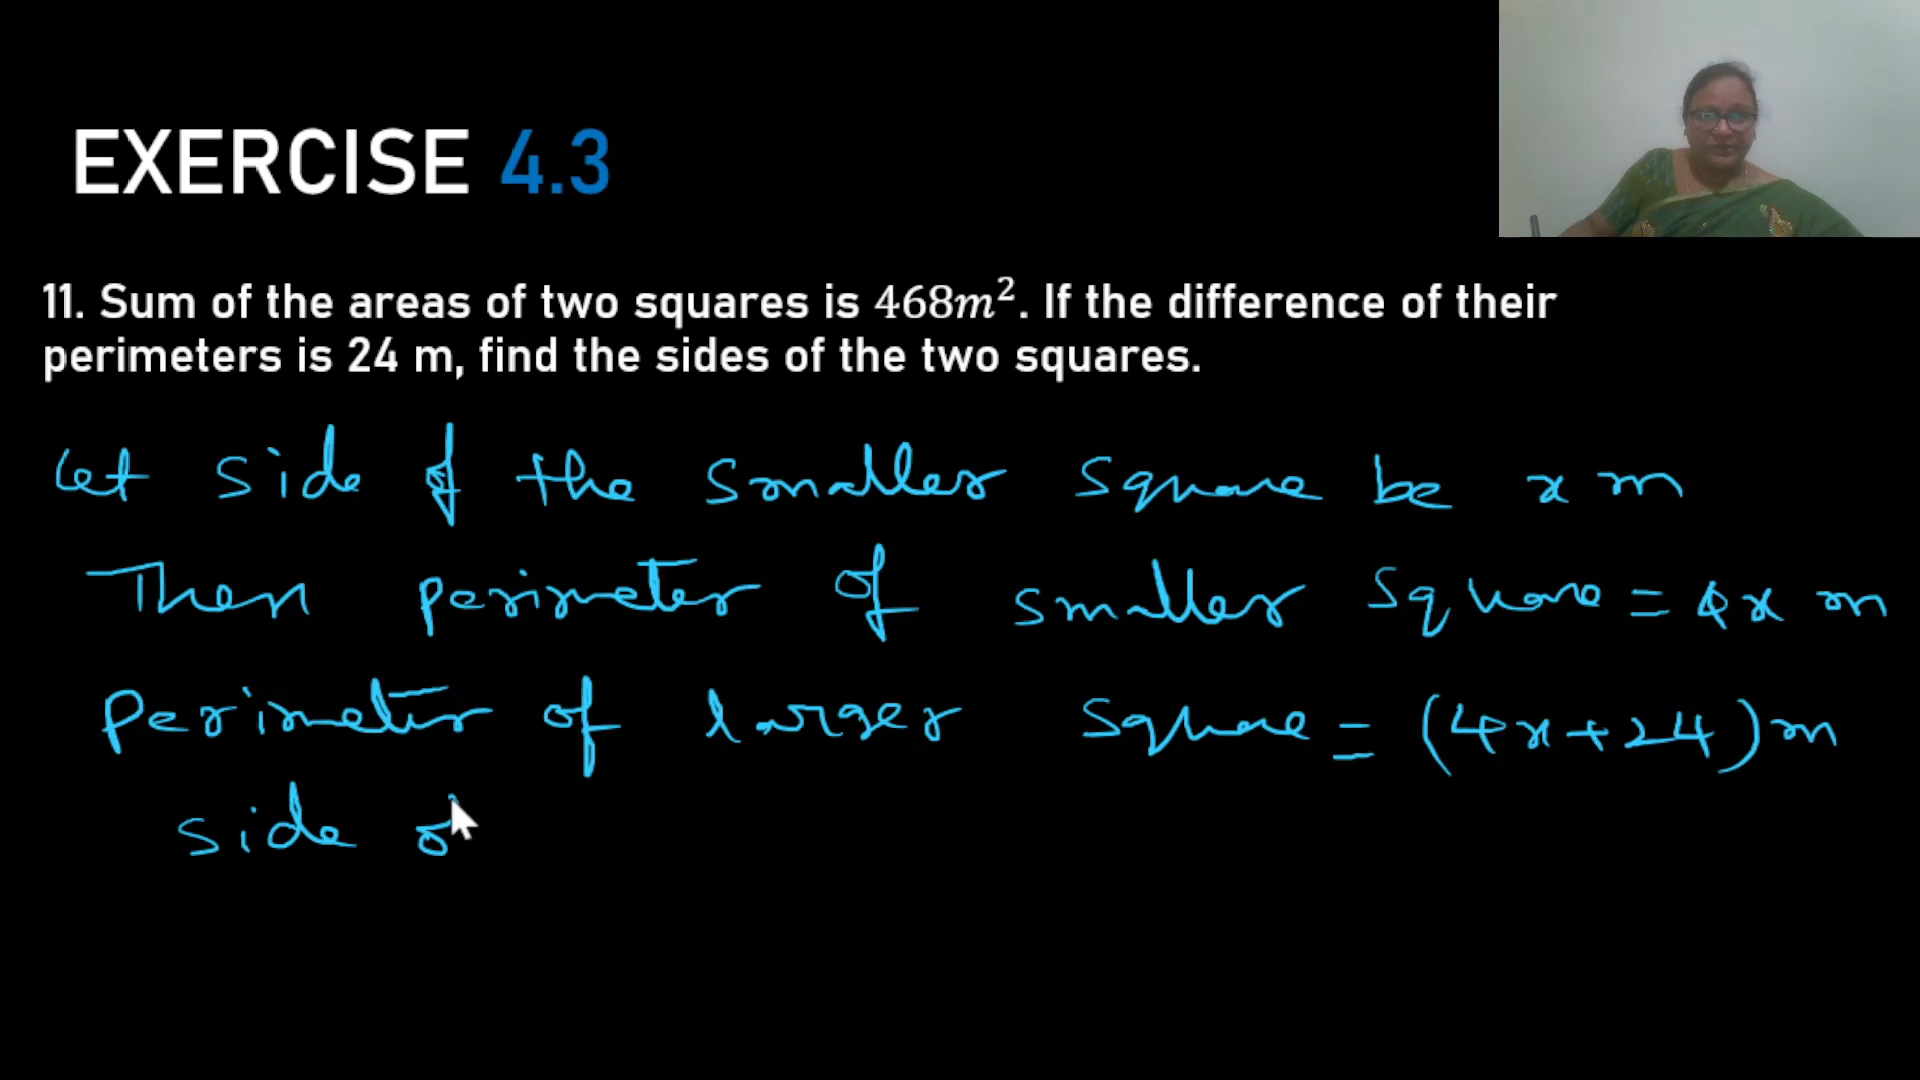 EXERCISE 4.3
11. Sum of the areas of two squares is 468m². If the difference of their
perimeters is 24 m, find the sides of the two squares.
Let side of the smaller square be x m
Then perimeter of smaller square = 4x m
Perimeter of larger square = (4x+24)m
side o